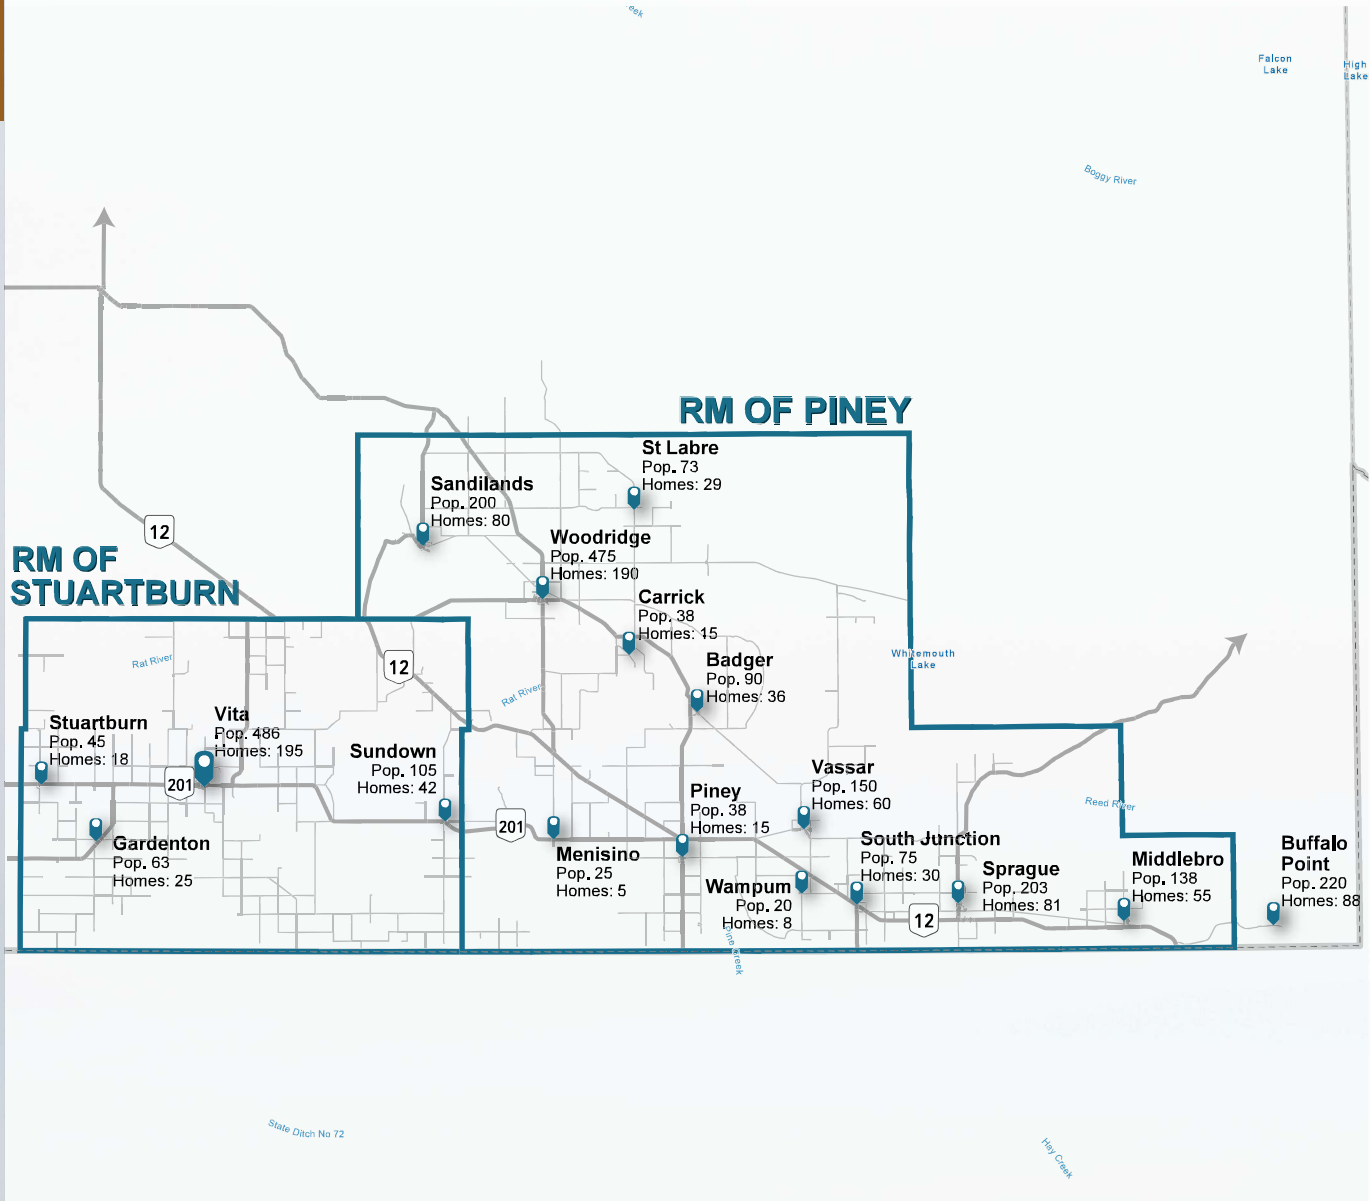 eek
Falcon
Lake
High
Lake
Boggy River
RM OF PINEY
St Labre
Pop. 73
Homes: 29
Sandilands
Pop. 200
Homes: 80
12
Woodridge
Pop. 475
Homes: 190
RM OF
STUARTBURN
Carrick
Pop. 38
Homes: 15
Rat River
12
Whitemouth
Lake
Badger
Pop. 90
Homes: 36
Rat River
Stuartburn
Pop. 45
Homes: 18
Vita
Pop. 486
Homes: 195
201
Sundown
Pop. 105
Homes: 42
Vassar
Pop. 150
Homes: 60
Piney
Pop. 38
Homes: 15
Reed River
201
Gardenton
Pop. 63
Homes: 25
Menisino
Pop. 25
Homes: 5
South Junction
Pop. 75
Homes: 30
Wampum
Pop. 20
Homes: 8
Sprague
Pop. 203
Homes: 81
Middlebro
Pop. 138
Homes: 55
Buffalo
Point
Pop. 220
Homes: 88
12
Pine Creek
State Ditch No 72
Hay Creek